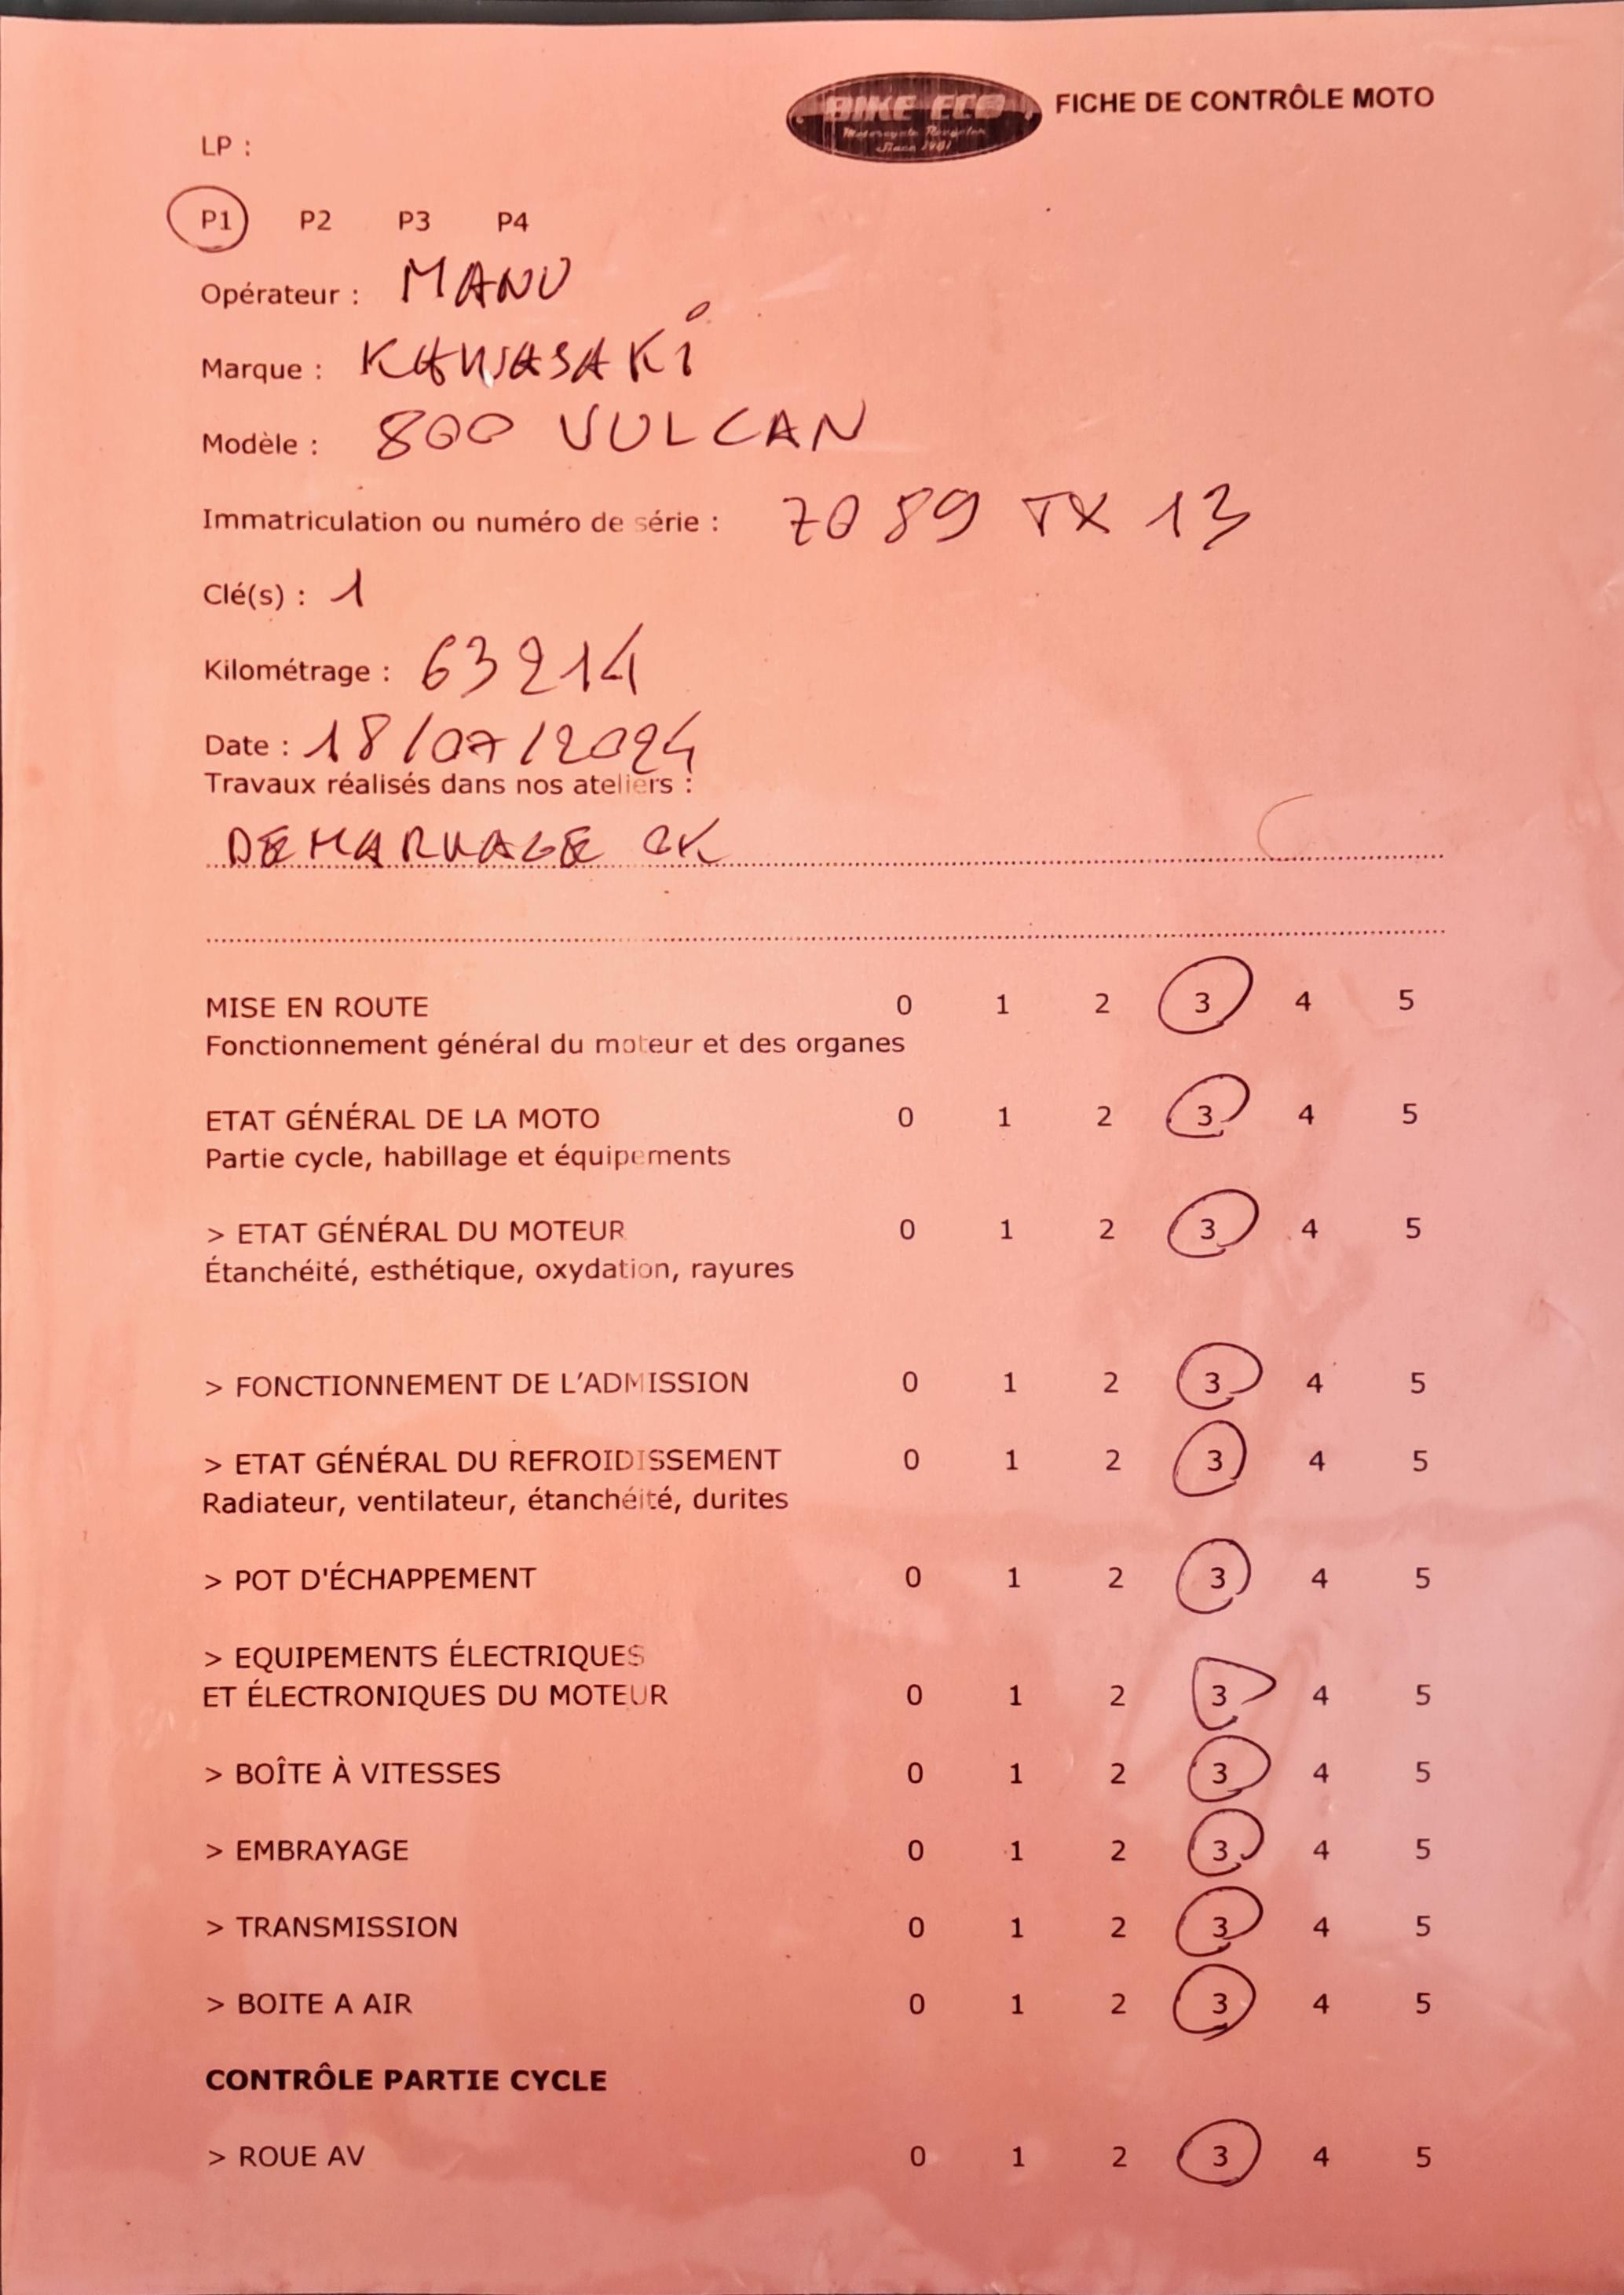 BIKE ECO
Motorcycle Recycler
Since 1981
FICHE DE CONTRÔLE MOTO
LP :
P1 P2 P3 P4
Opérateur : MANU
Marque : KAWASAKI
Modèle : 800 VULCAN
Immatriculation ou numéro de série : 7089 TX 13
Clé(s) : 1
Kilométrage : 63214
Date : 18/07/2024
Travaux réalisés dans nos ateliers :
DEMARRAGE OK
MISE EN ROUTE 0 1 2 3 4 5
Fonctionnement général du moteur et des organes
ETAT GÉNÉRAL DE LA MOTO 0 1 2 3 4 5
Partie cycle, habillage et équipements
> ETAT GÉNÉRAL DU MOTEUR 0 1 2 3 4 5
Étanchéité, esthétique, oxydation, rayures
> FONCTIONNEMENT DE L'ADMISSION 0 1 2 3 4 5
> ETAT GÉNÉRAL DU REFROIDISSEMENT 0 1 2 3 4 5
Radiateur, ventilateur, étanchéité, durites
> POT D'ÉCHAPPEMENT 0 1 2 3 4 5
> EQUIPEMENTS ÉLECTRIQUES
ET ÉLECTRONIQUES DU MOTEUR 0 1 2 3 4 5
> BOÎTE À VITESSES 0 1 2 3 4 5
> EMBRAYAGE 0 1 2 3 4 5
> TRANSMISSION 0 1 2 3 4 5
> BOITE A AIR 0 1 2 3 4 5
CONTRÔLE PARTIE CYCLE
> ROUE AV 0 1 2 3 4 5